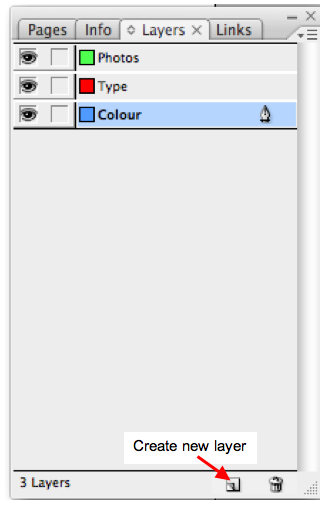 Pages Info Layers Links
Photos
Type
Colour
Create new layer
3 Layers